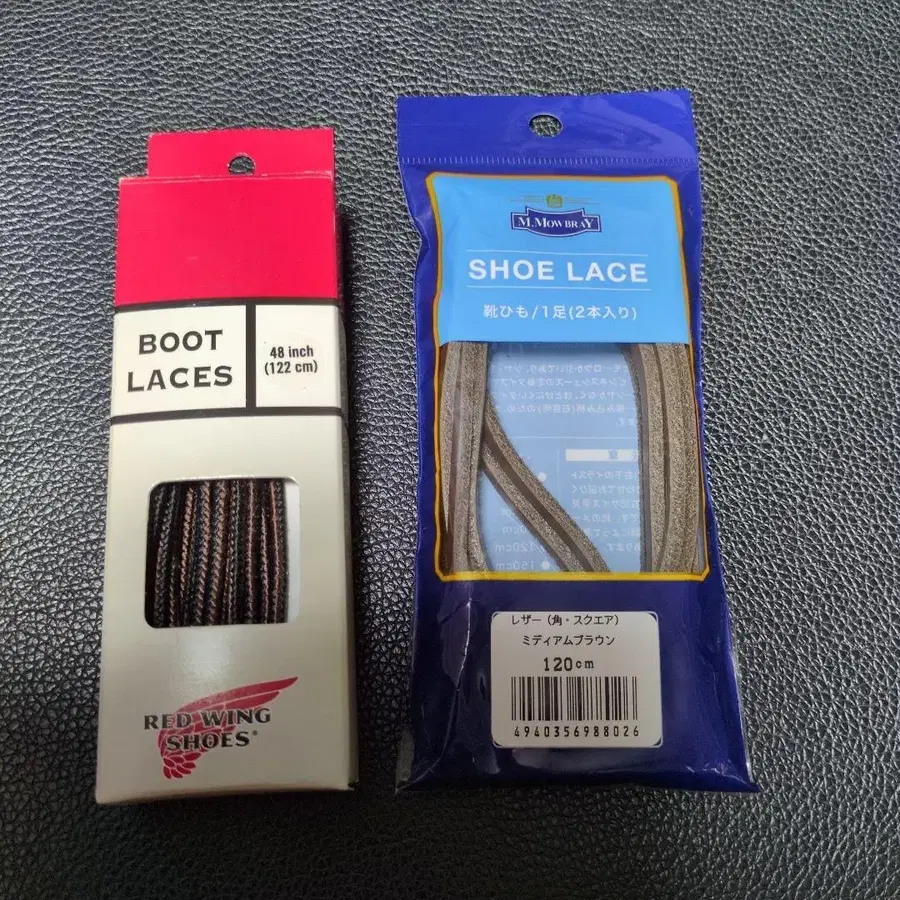 BOOT
LACES
48 inch
(122 cm)
RED WING
SHOES®
M.MOWBRAY
SHOE LACE
靴ひも/1足(2本入り)
120cm
150cm
レザー（角・スクエア）
ミディアムブラウン
120cm
4940356988026